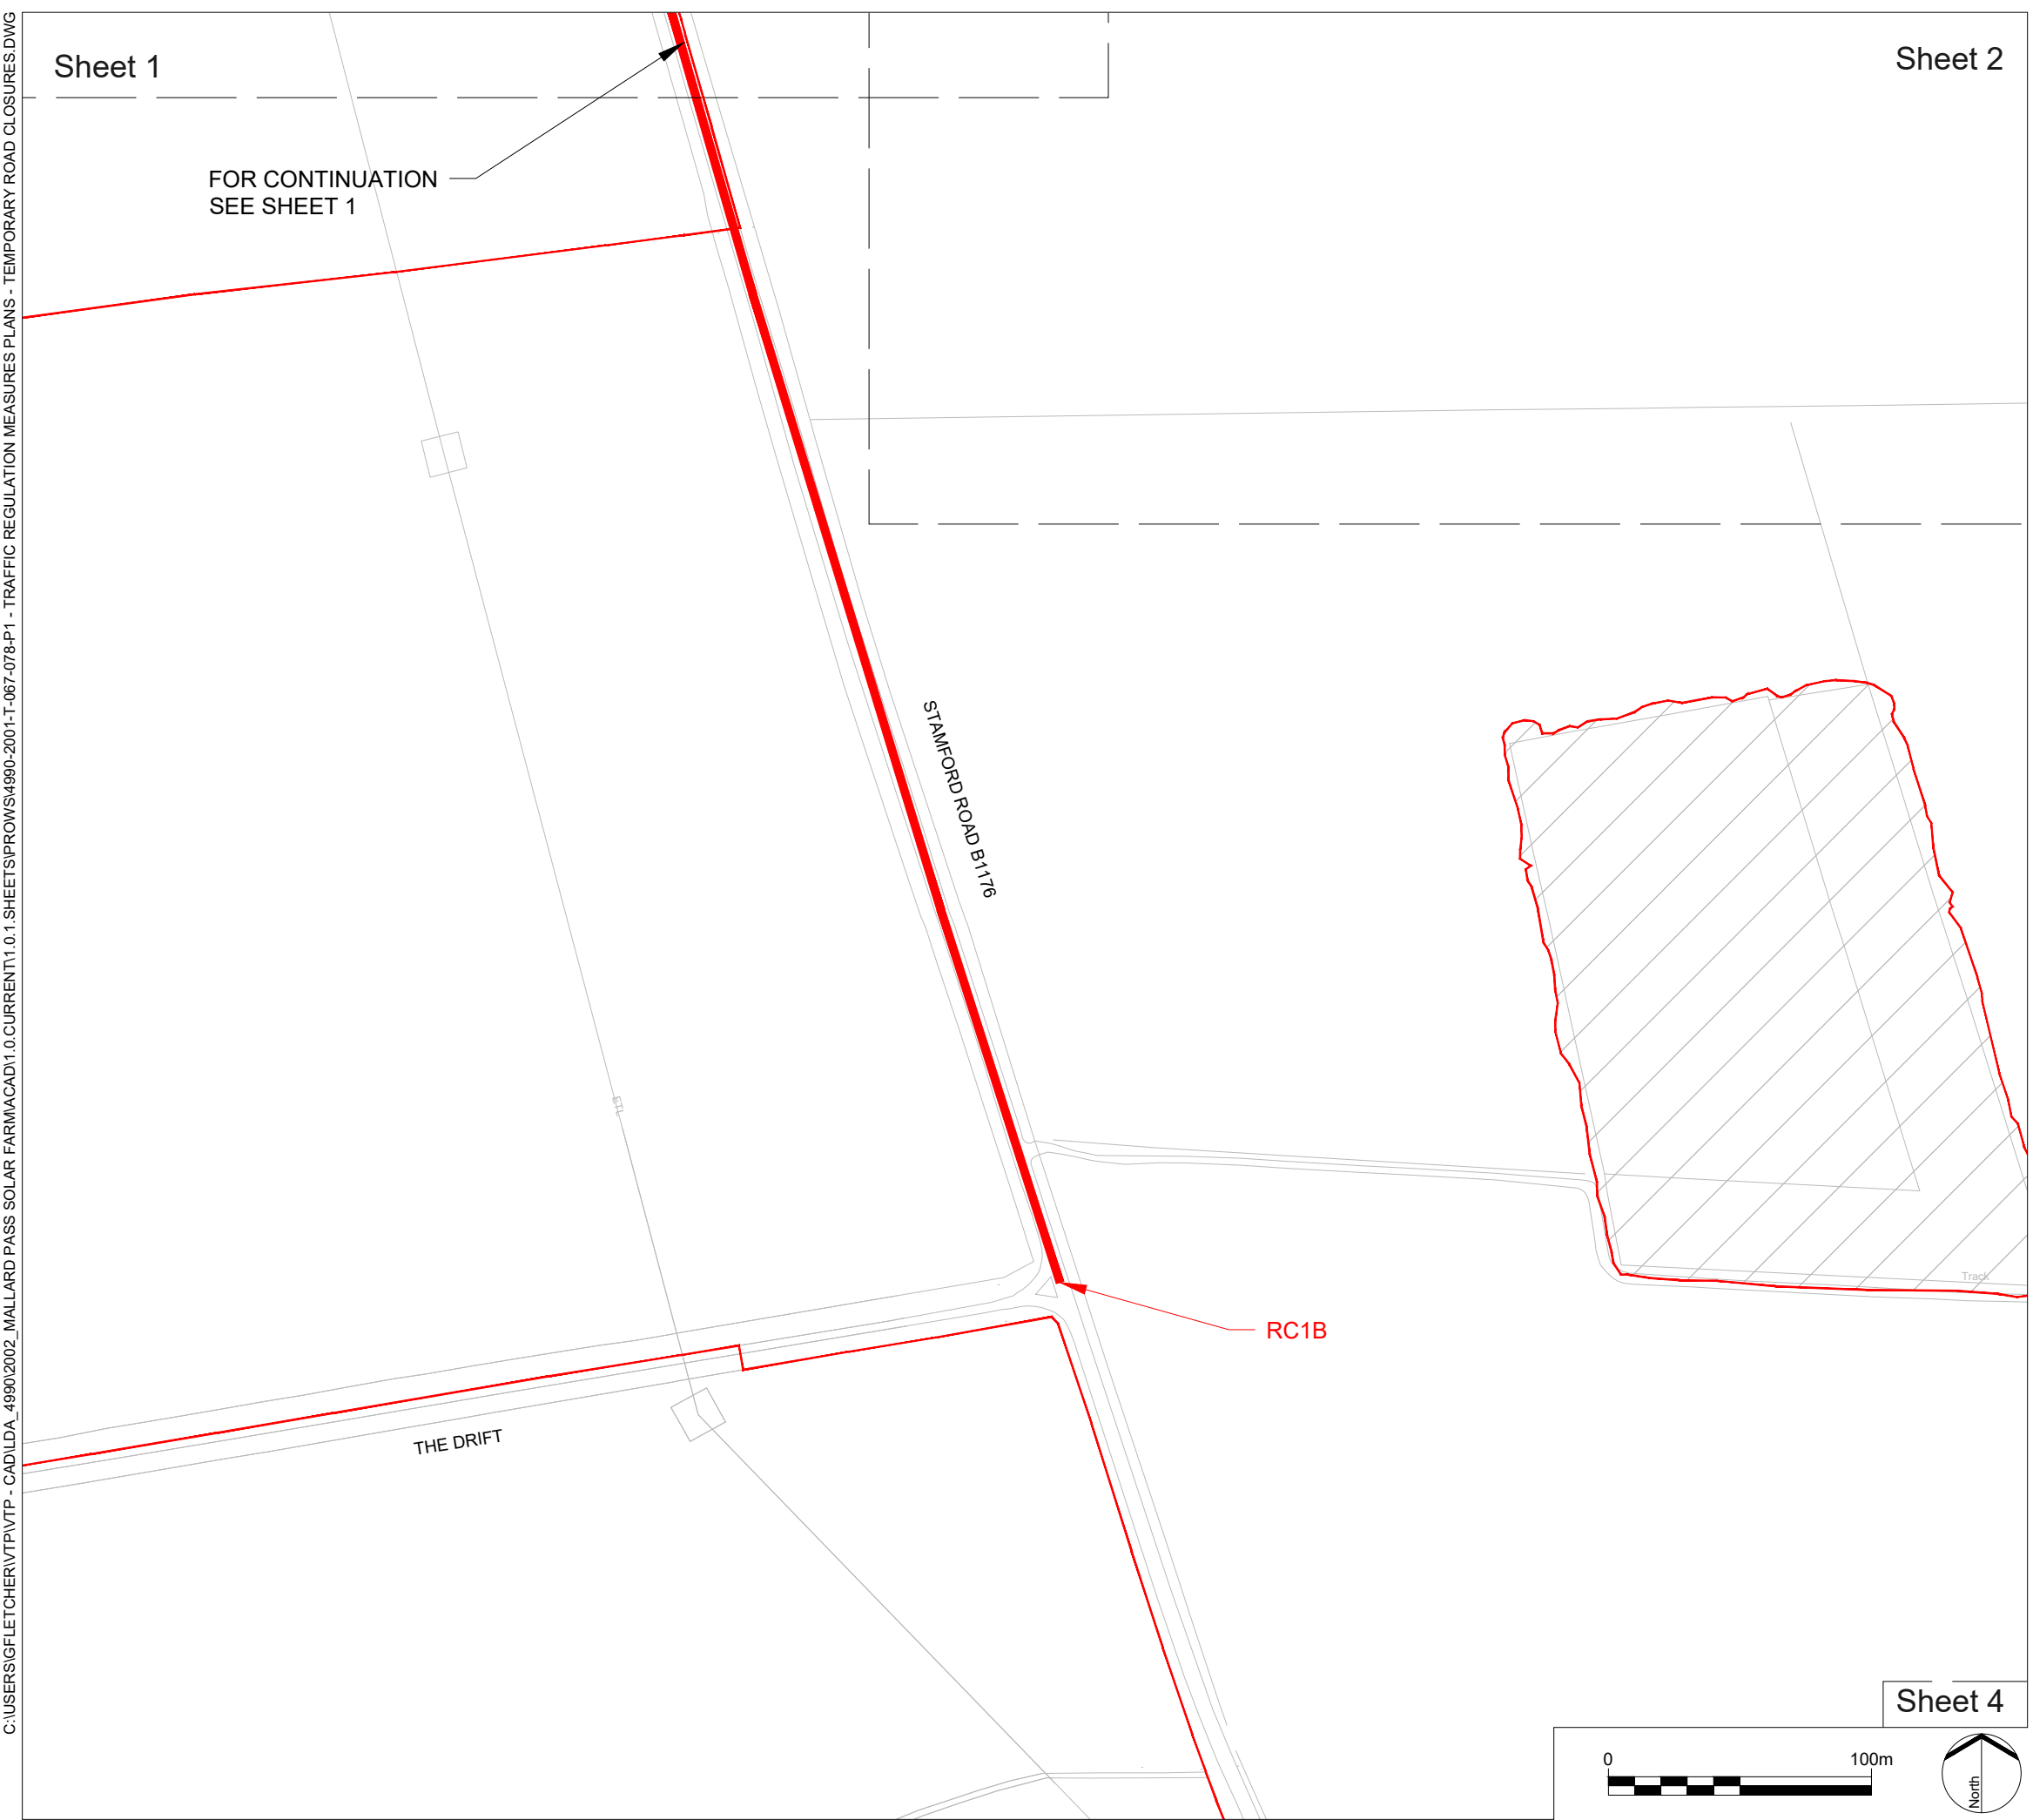 Sheet 1
Sheet 2
FOR CONTINUATION
SEE SHEET 1
STAMFORD ROAD B1176
ETL
Track
RC1B
THE DRIFT
Sheet 4
0
100m
North
C:\USERS\GFLETCHER\VTP\VTP - CAD\LDA_4990\2002_MALLARD PASS SOLAR FARM\ACAD\1.0.CURRENT\1.0.1.SHEETS\PROWS\4990-2001-T-067-078-P1 - TRAFFIC REGULATION MEASURES PLANS - TEMPORARY ROAD CLOSURES.DWG